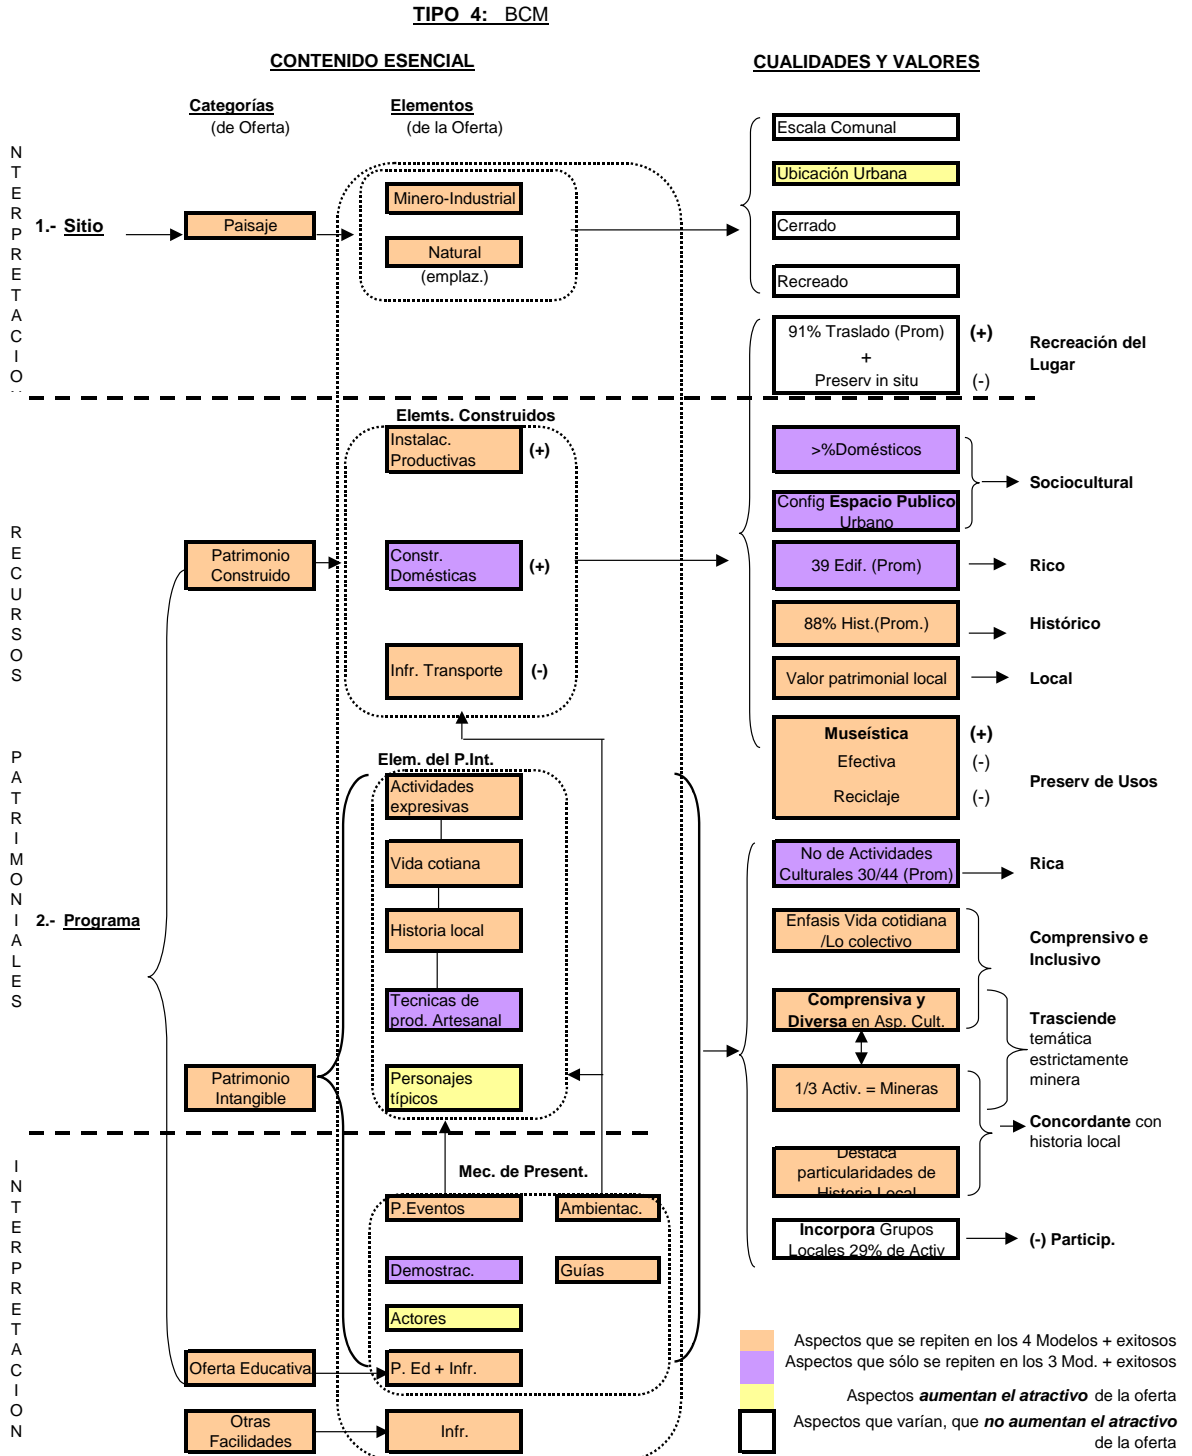 TIPO 4: BCM
CONTENIDO ESENCIAL
CUALIDADES Y VALORES
Categorías
(de Oferta)
Elementos
(de la Oferta)
NTERPRETACION
1.- Sitio
Paisaje
Minero-Industrial
Natural
(emplaz.)
Escala Comunal
Ubicación Urbana
Cerrado
Recreado
91% Traslado (Prom)
+
Preserv in situ
(+)
(-)
Recreación del
Lugar
RECURSOS PATRIMONIALES
2.- Programa
Patrimonio
Construido
Elemts. Construidos
Instalac.
Productivas
(+)
Constr.
Domésticas
(+)
Infr. Transporte
(-)
>%Domésticos
Config Espacio Publico
Urbano
Sociocultural
39 Edif. (Prom)
Rico
88% Hist.(Prom.)
Histórico
Valor patrimonial local
Local
Museística
(+)
Efectiva
(-)
Reciclaje
(-)
Preserv de Usos
Patrimonio
Intangible
Elem. del P.Int.
Actividades
expresivas
Vida cotiana
Historia local
Tecnicas de
prod. Artesanal
Personajes
típicos
No de Actividades
Culturales 30/44 (Prom)
Rica
Enfasis Vida cotidiana
/Lo colectivo
Comprensivo e
Inclusivo
Comprensiva y
Diversa en Asp. Cult.
Trasciende
temática
estrictamente
minera
1/3 Activ. = Mineras
Concordante con
historia local
Destaca
particularidades de
Historia Local
Incorpora Grupos
Locales 29% de Activ
(-) Particip.
INTERPRETACION
Mec. de Present.
P.Eventos
Ambientac.
Demostrac.
Guías
Actores
Oferta Educativa
P. Ed + Infr.
Otras
Facilidades
Infr.
Aspectos que se repiten en los 4 Modelos + exitosos
Aspectos que sólo se repiten en los 3 Mod. + exitosos
Aspectos aumentan el atractivo de la oferta
Aspectos que varían, que no aumentan el atractivo
de la oferta